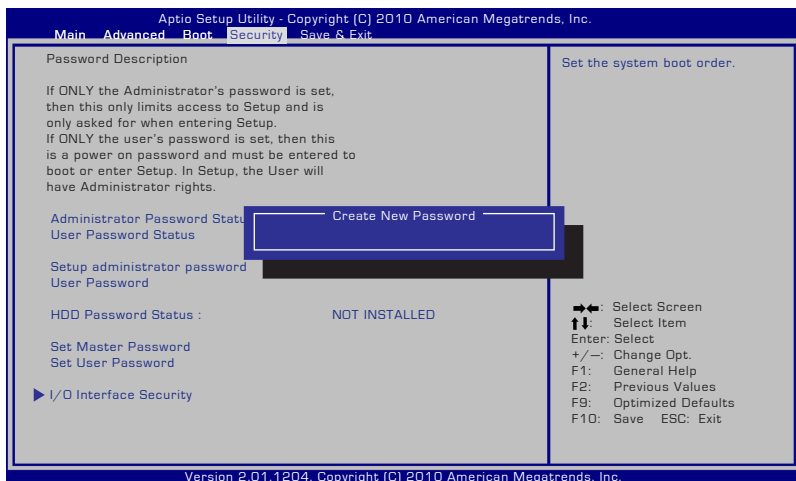 Aptio Setup Utility - Copyright (C) 2010 American Megatrends, Inc.
Main Advanced Boot Security Save & Exit
Password Description
If ONLY the Administrator's password is set,
then this only limits access to Setup and is
only asked for when entering Setup.
If ONLY the user's password is set, then this
is a power on password and must be entered to
boot or enter Setup. In Setup, the User will
have Administrator rights.
Administrator Password Statu
User Password Status
Create New Password
Setup administrator password
User Password
HDD Password Status : NOT INSTALLED
Set Master Password
Set User Password
I/O Interface Security
Set the system boot order.
→←: Select Screen
↑↓: Select Item
Enter: Select
+/—: Change Opt.
F1: General Help
F2: Previous Values
F9: Optimized Defaults
F10: Save ESC: Exit
Version 2.01.1204. Copyright (C) 2010 American Megatrends, Inc.